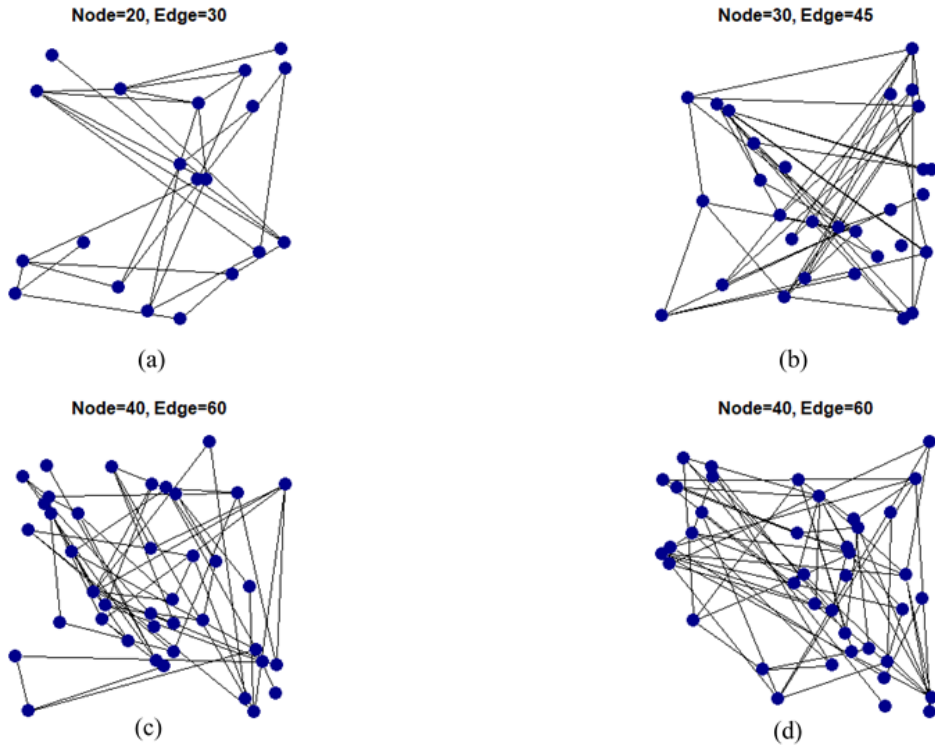 Node=20, Edge=30
Node=30, Edge=45
(a)
(b)
Node=40, Edge=60
Node=40, Edge=60
(c)
(d)